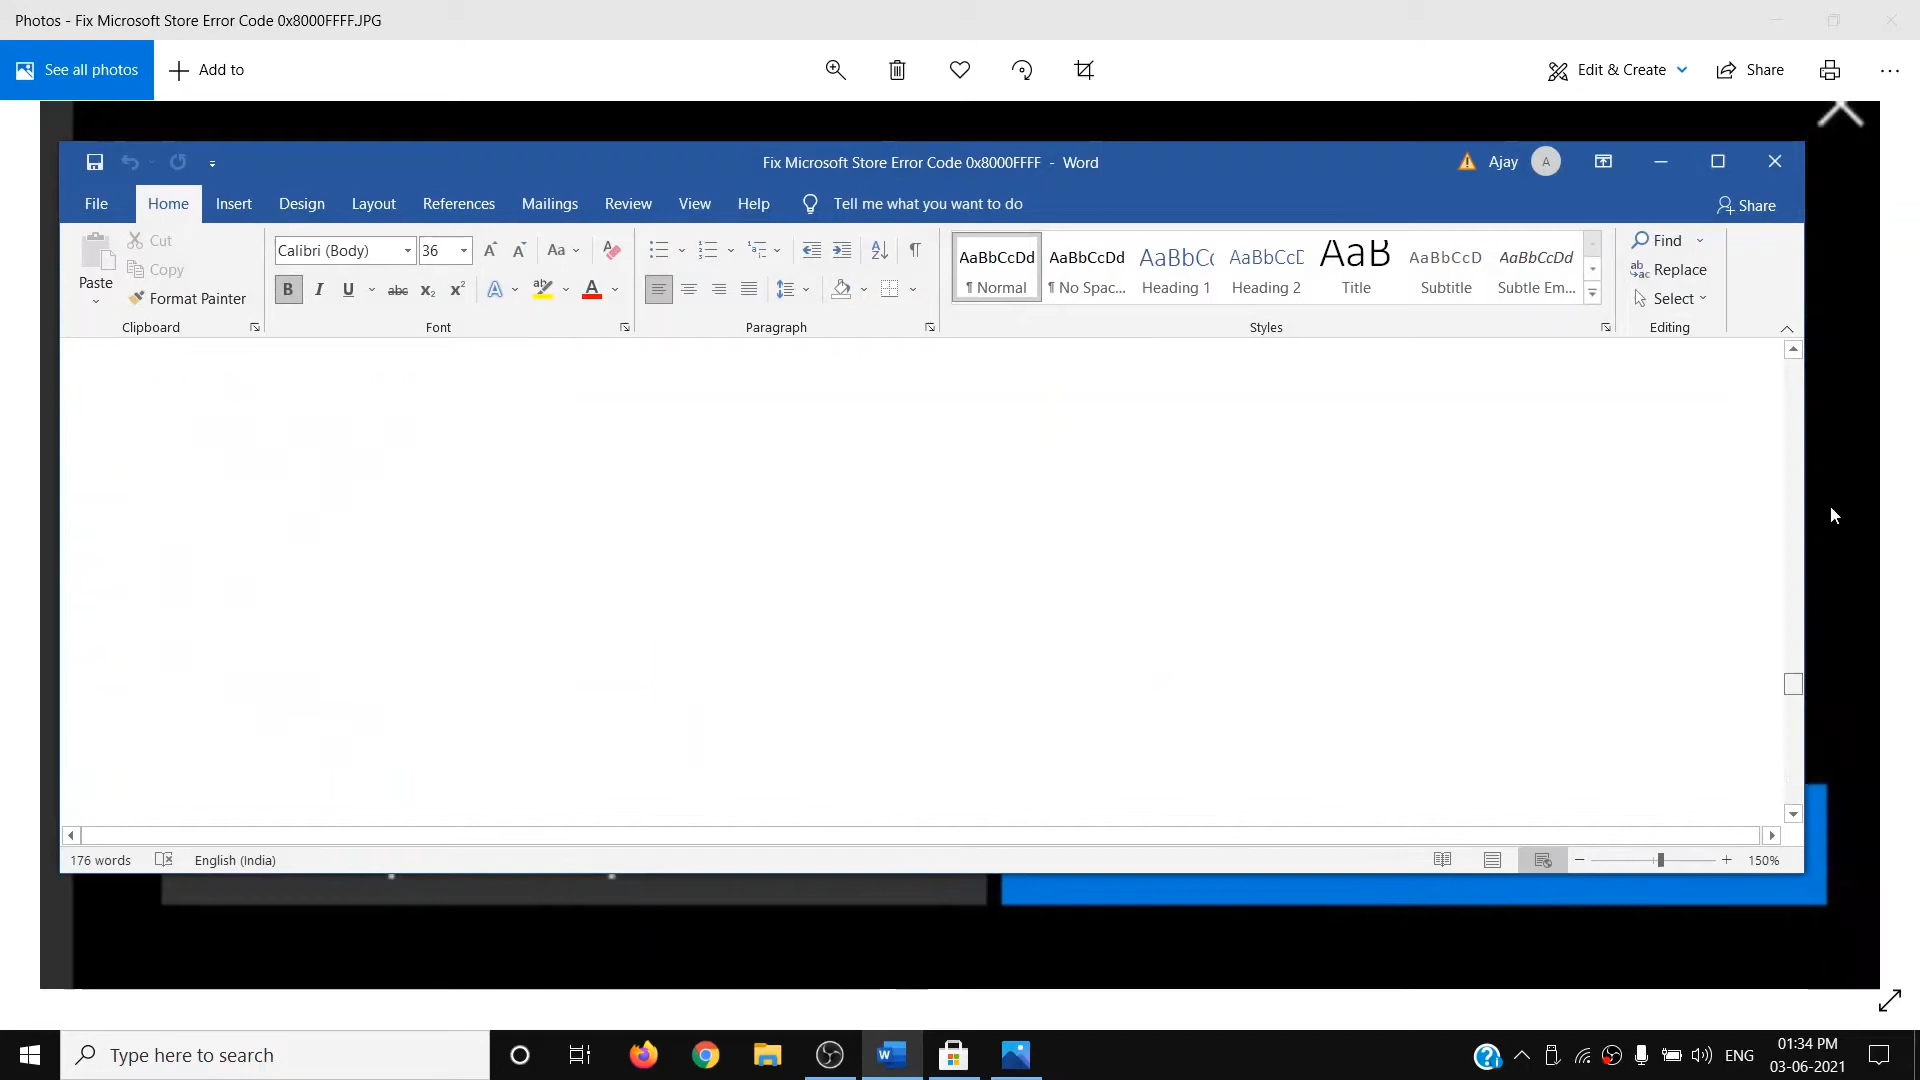 Photos - Fix Microsoft Store Error Code 0x8000FFFF.JPG
See all photos
Add to
Edit & Create
Share
Fix Microsoft Store Error Code 0x8000FFFF - Word
Ajay
A
File
Home
Insert
Design
Layout
References
Mailings
Review
View
Help
Tell me what you want to do
Share
Paste
Cut
Copy
Format Painter
Clipboard
Calibri (Body)
36
Aa
B
I
U
abc
x₂
x²
A
ab
A
Font
Paragraph
AaBbCcDd
¶ Normal
AaBbCcDd
¶ No Spac...
AaBbCc
Heading 1
AaBbCcD
Heading 2
AaB
Title
AaBbCcD
Subtitle
AaBbCcDd
Subtle Em...
Styles
Find
Replace
Select
Editing
176 words
English (India)
150%
Type here to search
ENG
01:34 PM
03-06-2021